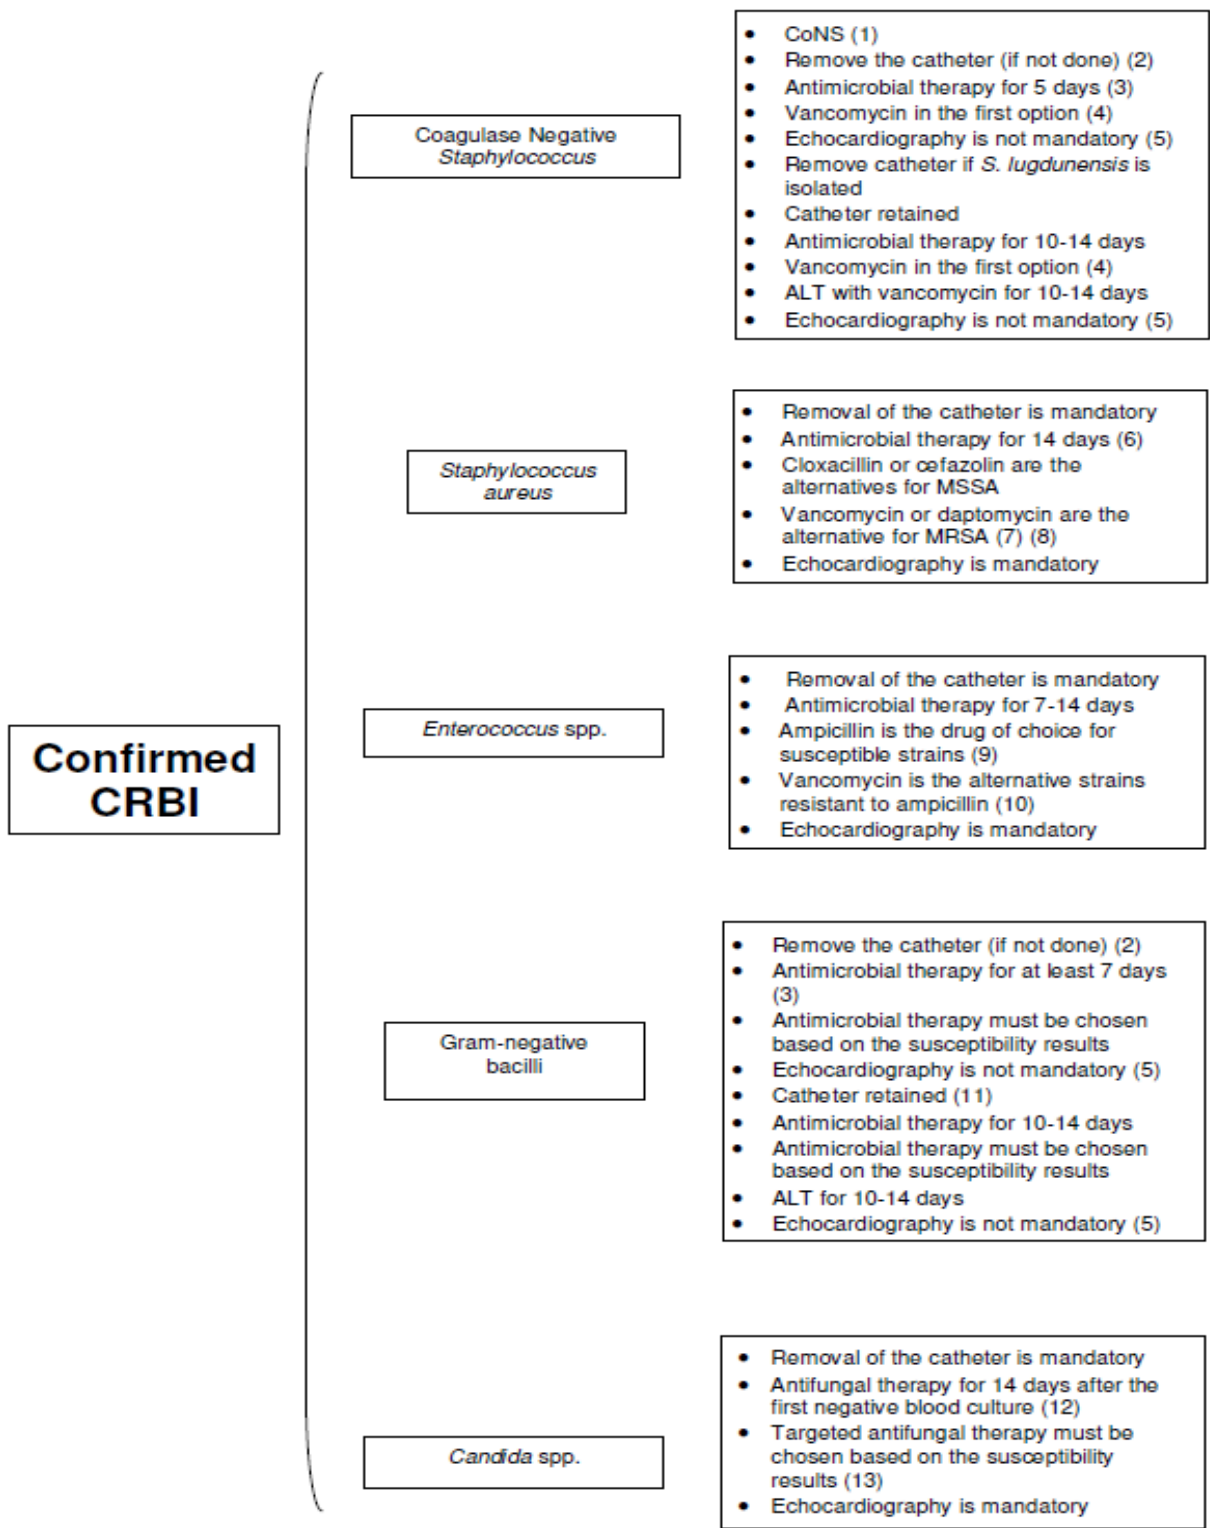 Confirmed
CRBI
Coagulase Negative
Staphylococcus
• CoNS (1)
• Remove the catheter (if not done) (2)
• Antimicrobial therapy for 5 days (3)
• Vancomycin in the first option (4)
• Echocardiography is not mandatory (5)
• Remove catheter if S. lugdunensis is
isolated
• Catheter retained
• Antimicrobial therapy for 10-14 days
• Vancomycin in the first option (4)
• ALT with vancomycin for 10-14 days
• Echocardiography is not mandatory (5)
Staphylococcus
aureus
• Removal of the catheter is mandatory
• Antimicrobial therapy for 14 days (6)
• Cloxacillin or cefazolin are the
alternatives for MSSA
• Vancomycin or daptomycin are the
alternative for MRSA (7) (8)
• Echocardiography is mandatory
Enterococcus spp.
• Removal of the catheter is mandatory
• Antimicrobial therapy for 7-14 days
• Ampicillin is the drug of choice for
susceptible strains (9)
• Vancomycin is the alternative strains
resistant to ampicillin (10)
• Echocardiography is mandatory
Gram-negative
bacilli
• Remove the catheter (if not done) (2)
• Antimicrobial therapy for at least 7 days
(3)
• Antimicrobial therapy must be chosen
based on the susceptibility results
• Echocardiography is not mandatory (5)
• Catheter retained (11)
• Antimicrobial therapy for 10-14 days
• Antimicrobial therapy must be chosen
based on the susceptibility results
• ALT for 10-14 days
• Echocardiography is not mandatory (5)
Candida spp.
• Removal of the catheter is mandatory
• Antifungal therapy for 14 days after the
first negative blood culture (12)
• Targeted antifungal therapy must be
chosen based on the susceptibility
results (13)
• Echocardiography is mandatory